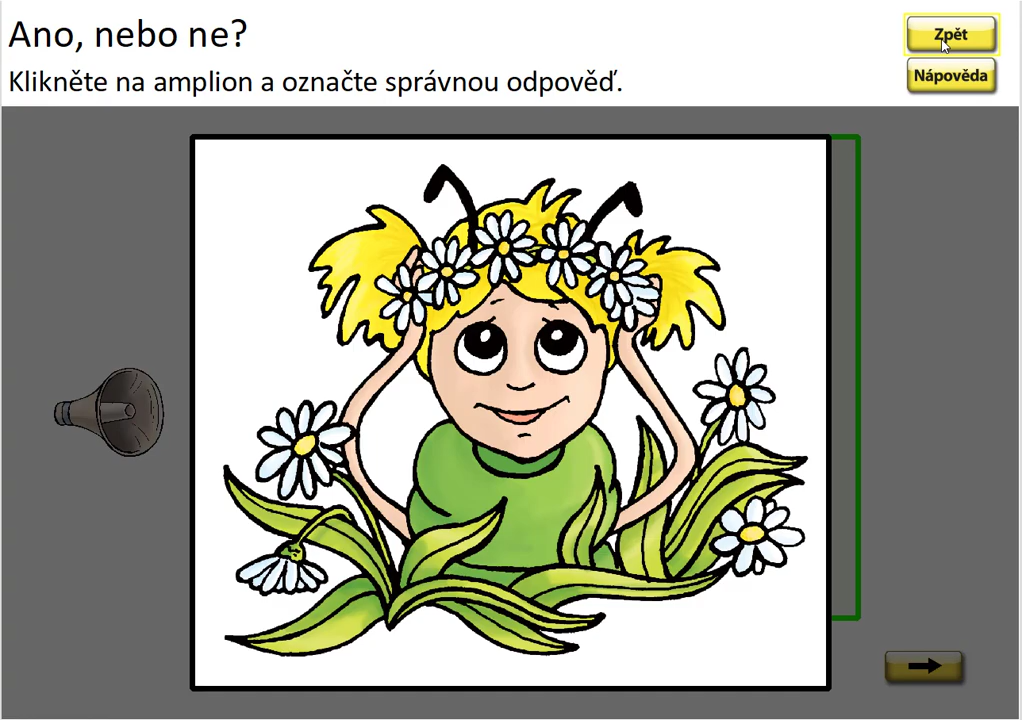 Ano, nebo ne?
Zpět
Klikněte na amplion a označte správnou odpověď.
Nápověda